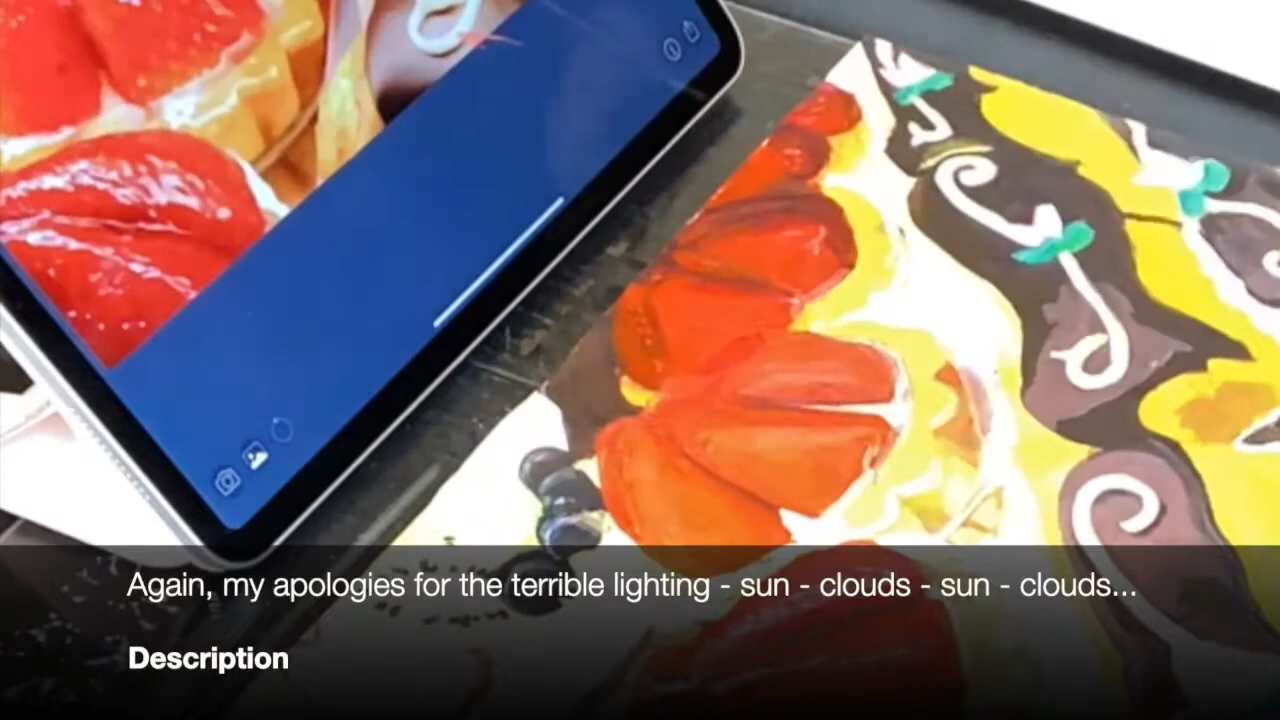 Again, my apologies for the terrible lighting - sun - clouds - sun - clouds...
Description